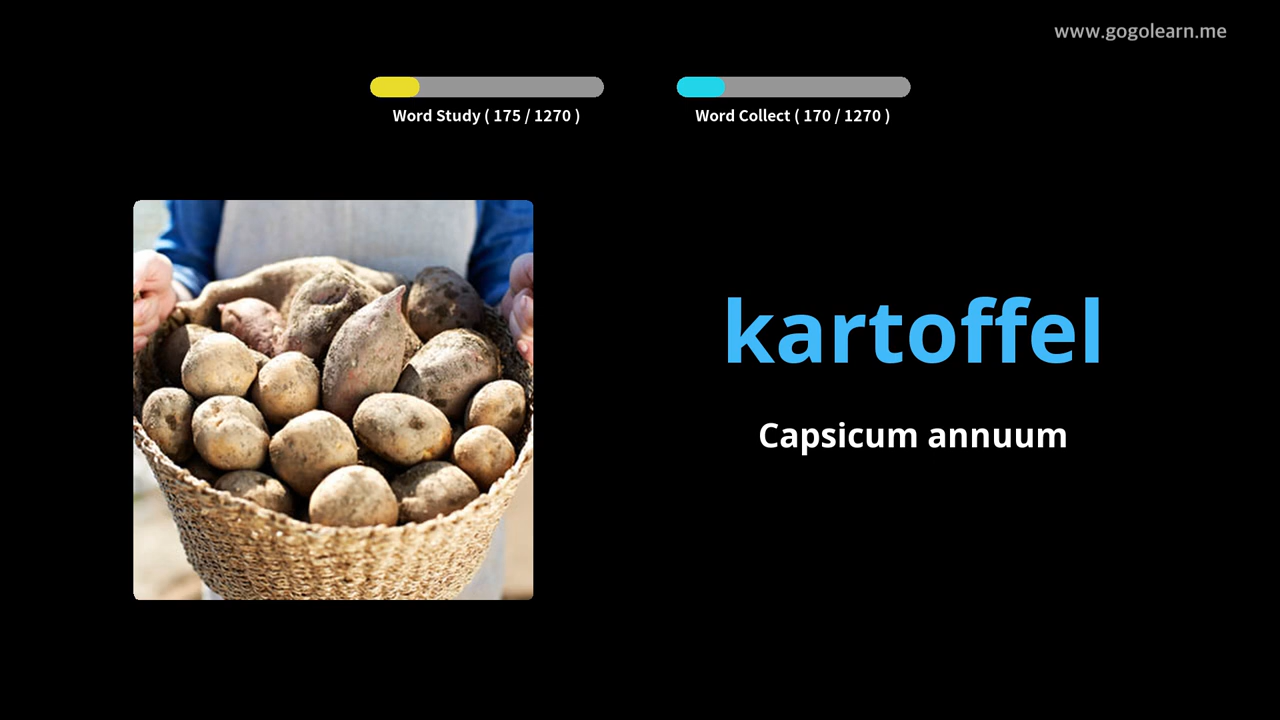 www.gogolearn.me
Word Study ( 175 / 1270 )
Word Collect ( 170 / 1270 )
kartoffel
Capsicum annuum